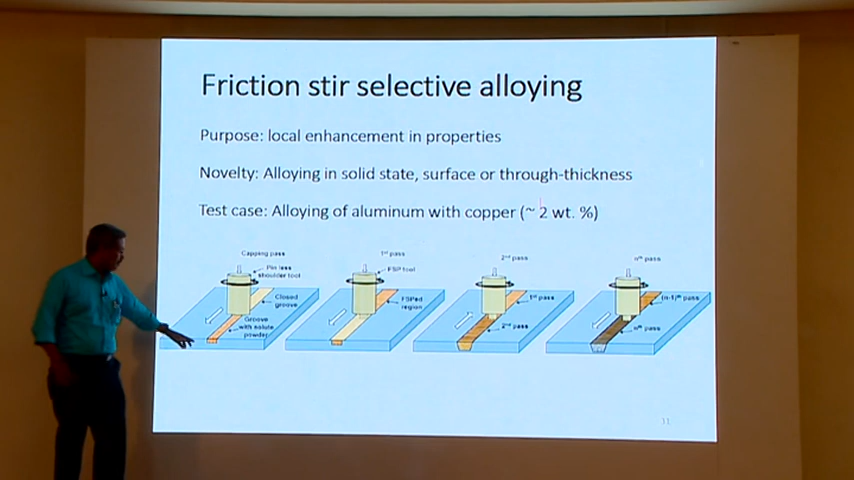 Friction stir selective alloying
Purpose: local enhancement in properties
Novelty: Alloying in solid state, surface or through-thickness
Test case: Alloying of aluminum with copper (~ 2 wt. %)
Capping pass
Pin less
shoulder tool
Closed
groove
Groove
with solute
powder
1st pass
FSP tool
FSPed
region
2nd pass
1st pass
2nd pass
nth pass
(n-1)th pass
nth pass
11